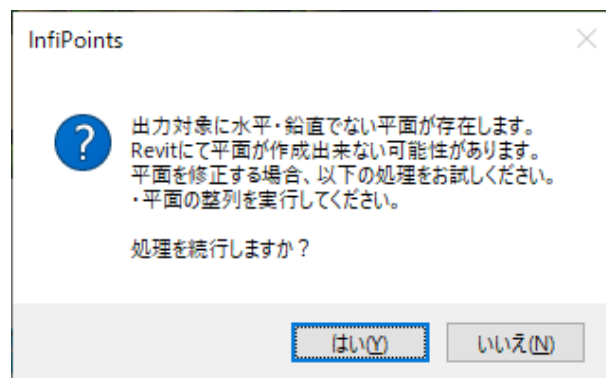 InfiPoints
出力対象に水平・鉛直でない平面が存在します。
Revitにて平面が作成出来ない可能性があります。
平面を修正する場合、以下の処理をお試しください。
・平面の整列を実行してください。
処理を続行しますか？
はい(Y)
いいえ(N)